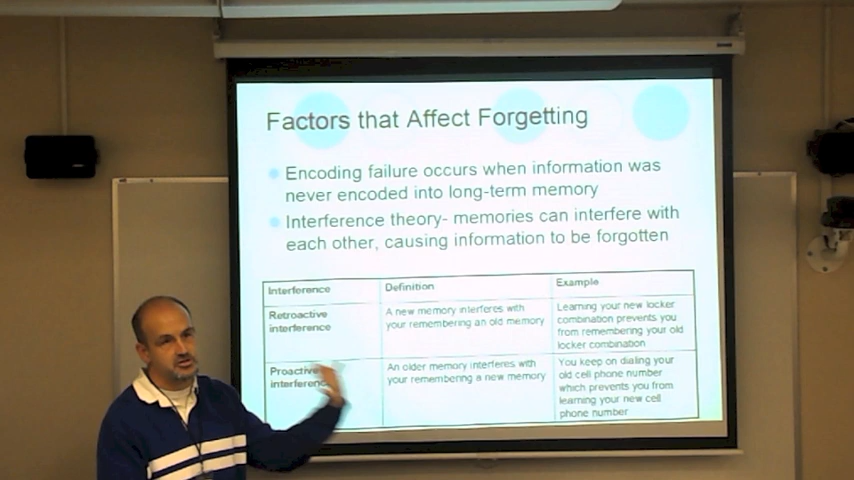 Factors that Affect Forgetting
Encoding failure occurs when information was
never encoded into long-term memory
Interference theory- memories can interfere with
each other, causing information to be forgotten
Interference
Definition
Example
Retroactive
interference
A new memory interferes with
your remembering an old memory
Learning your new locker
combination prevents you
from remembering your old
locker combination
Proactive
interference
An older memory interferes with
your remembering a new memory
You keep on dialing your
old cell phone number
which prevents you from
learning your new cell
phone number